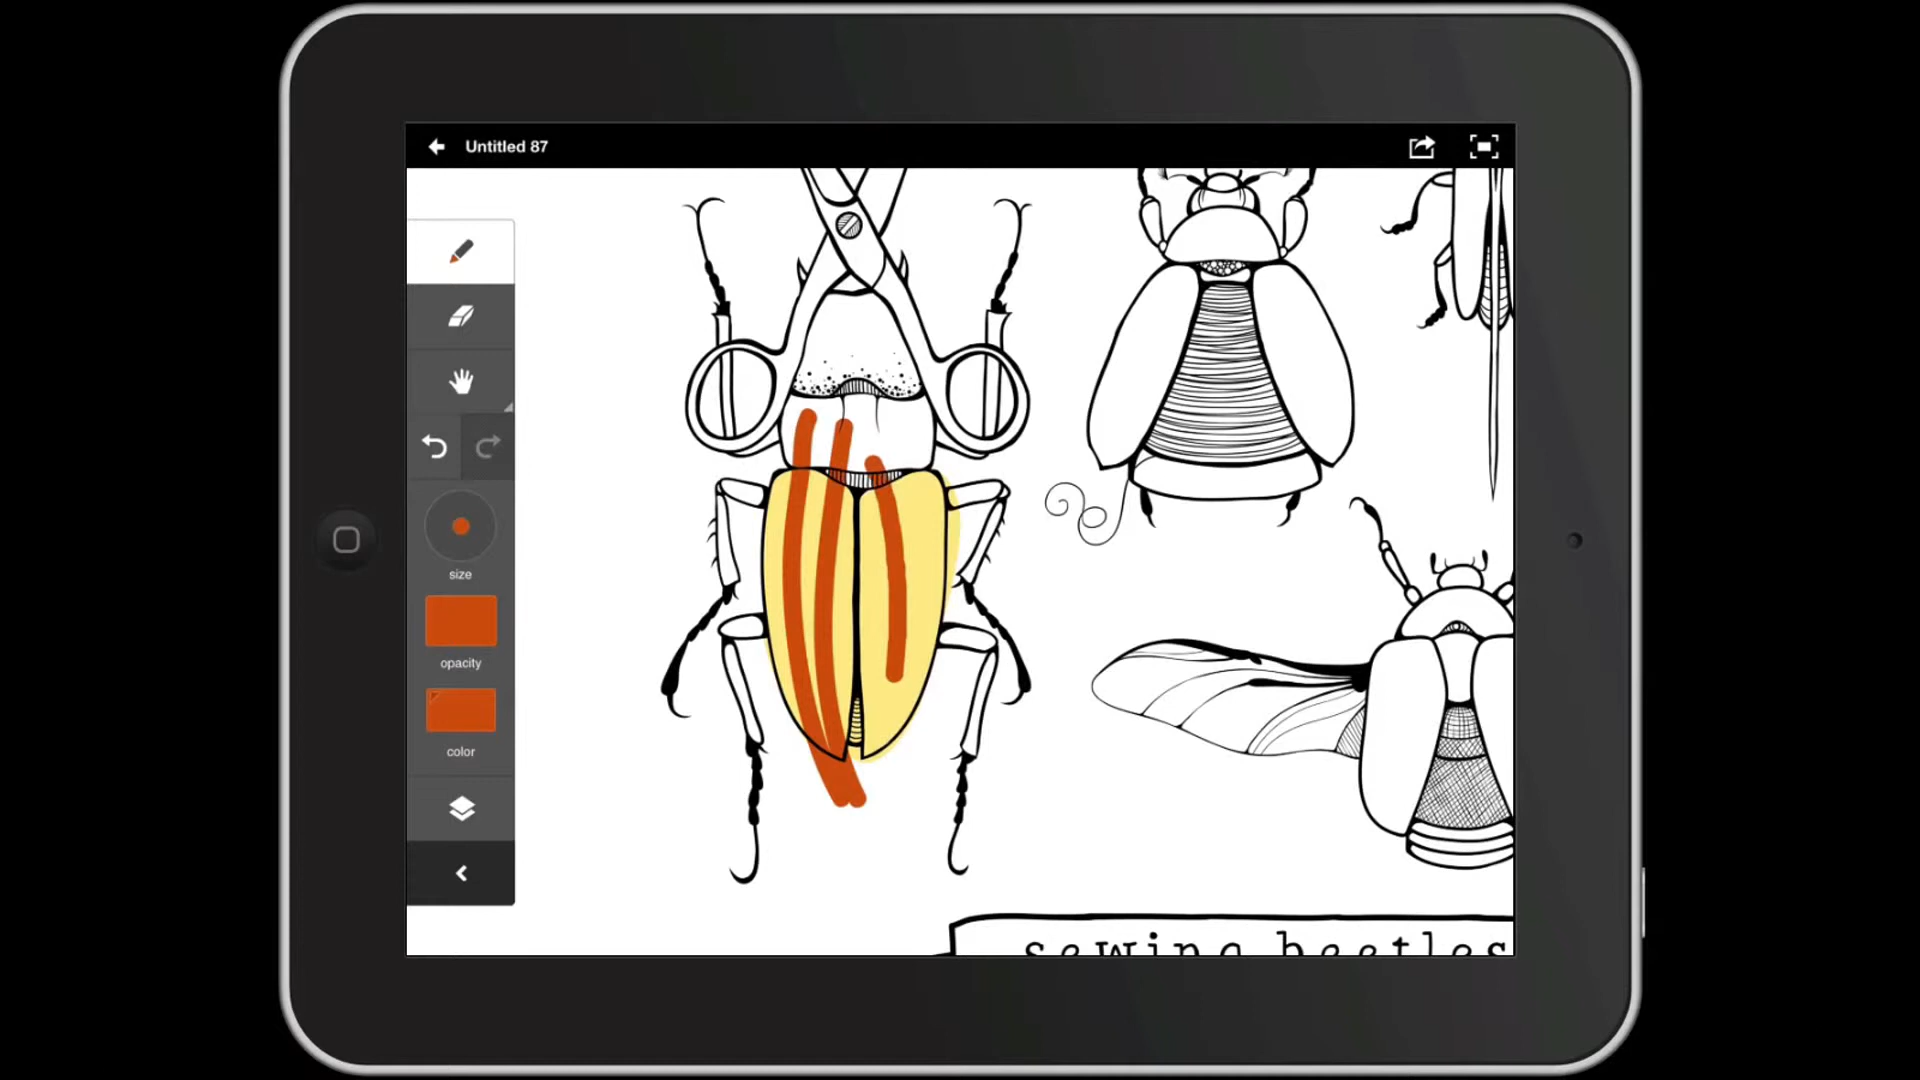 Untitled 87
size
opacity
color
sewing beetles